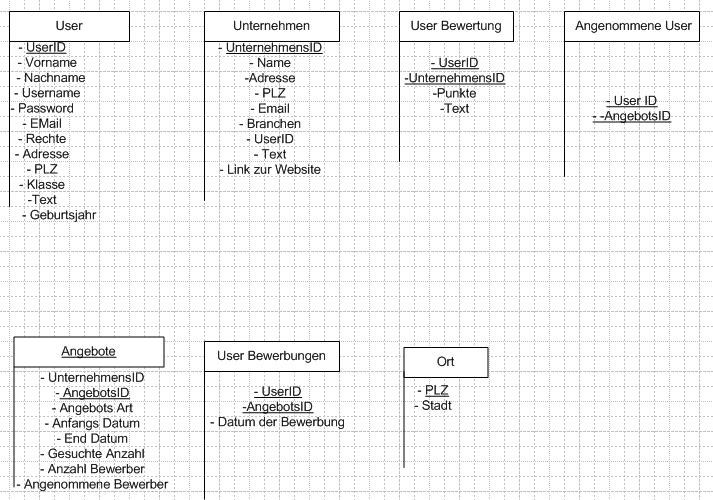 User
- UserID
- Vorname
- Nachname
- Username
- Password
- EMail
- Rechte
- Adresse
- PLZ
- Klasse
-Text
- Geburtsjahr
Unternehmen
- UnternehmensID
- Name
-Adresse
- PLZ
- Email
- Branchen
- UserID
- Text
- Link zur Website
User Bewertung
- UserID
-UnternehmensID
-Punkte
-Text
Angenommene User
- User ID
- -AngebotsID
Angebote
- UnternehmensID
- AngebotsID
- Angebots Art
- Anfangs Datum
- End Datum
- Gesuchte Anzahl
- Anzahl Bewerber
- Angenommene Bewerber
User Bewerbungen
- UserID
-AngebotsID
- Datum der Bewerbung
Ort
- PLZ
- Stadt